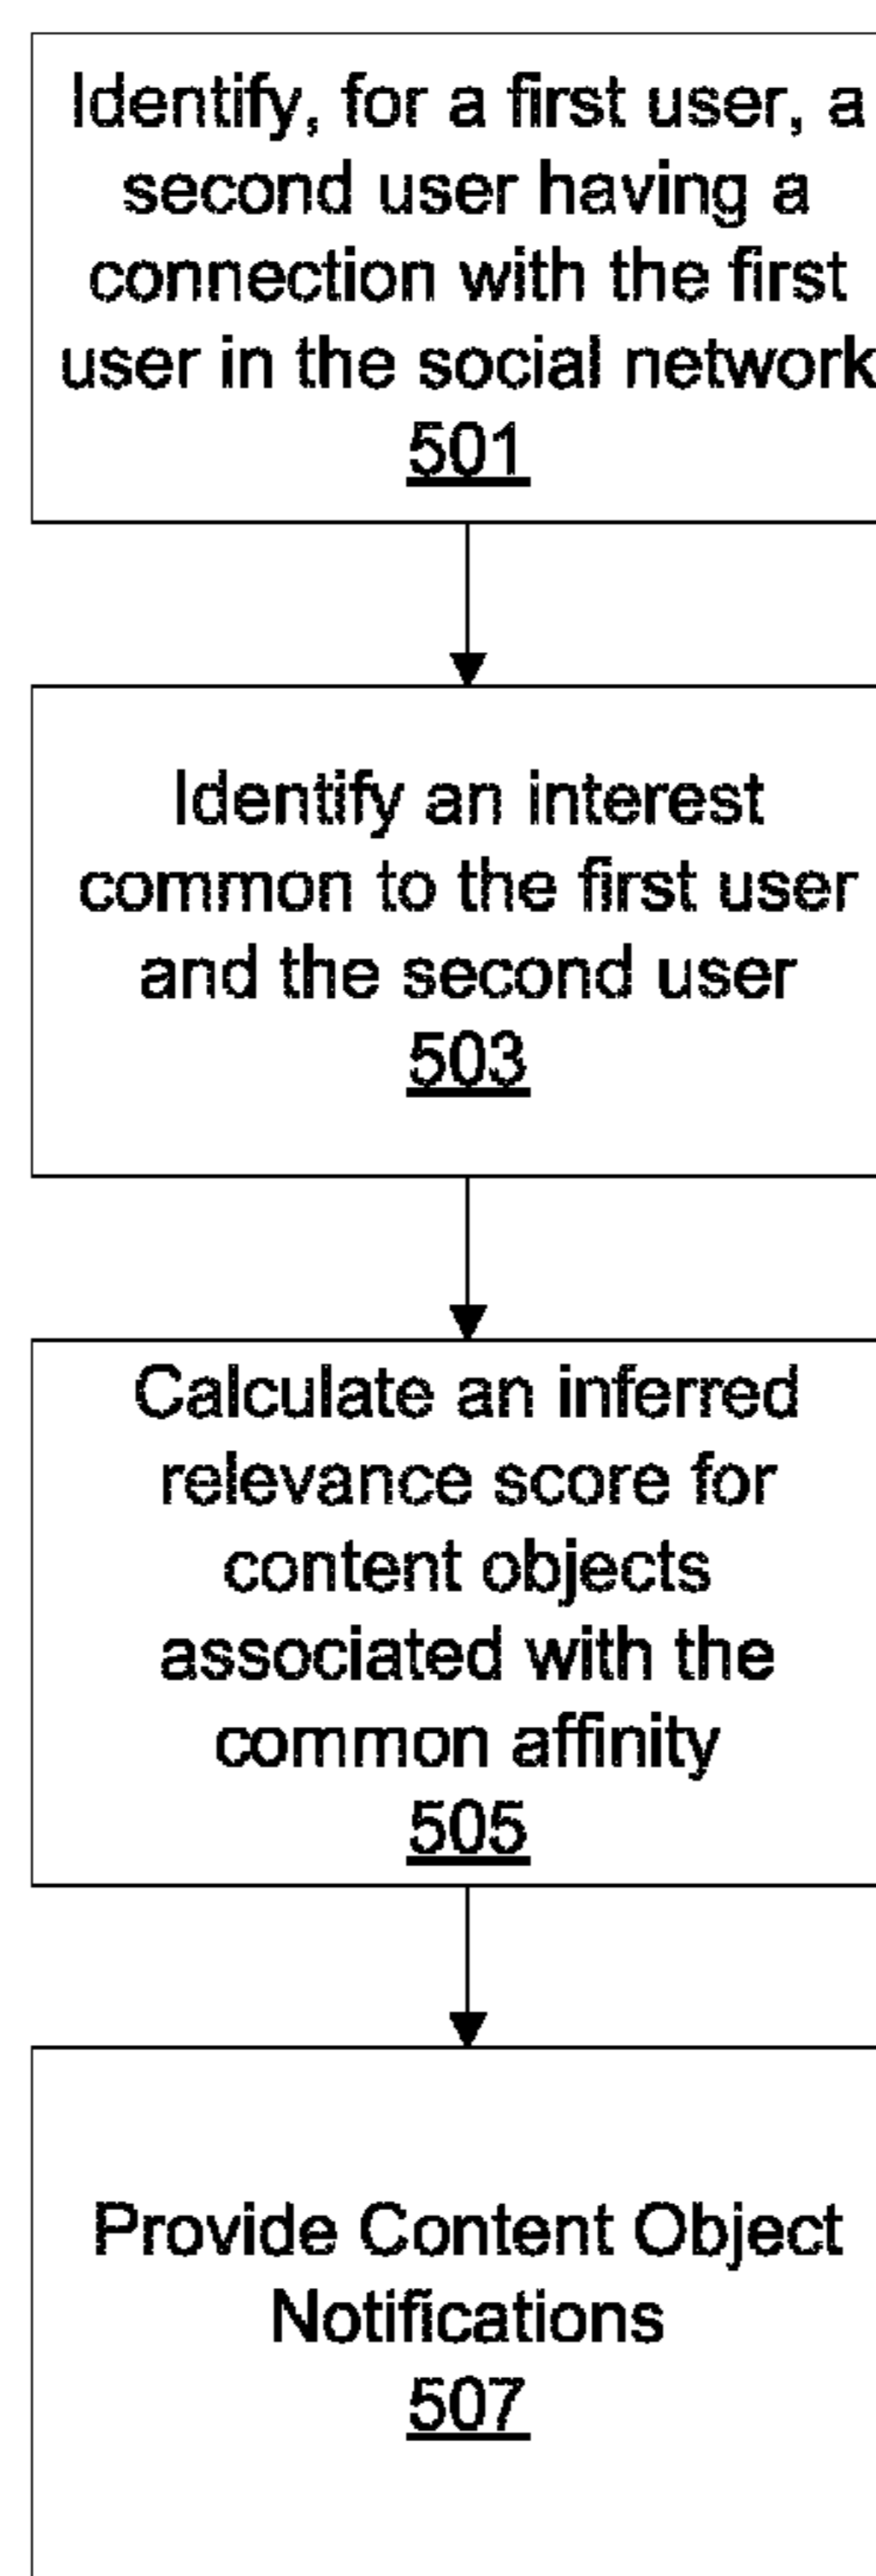 Identify, for a first user, a
second user having a
connection with the first
user in the social network
501
Identify an interest
common to the first user
and the second user
503
Calculate an inferred
relevance score for
content objects
associated with the
common affinity
505
Provide Content Object
Notifications
507